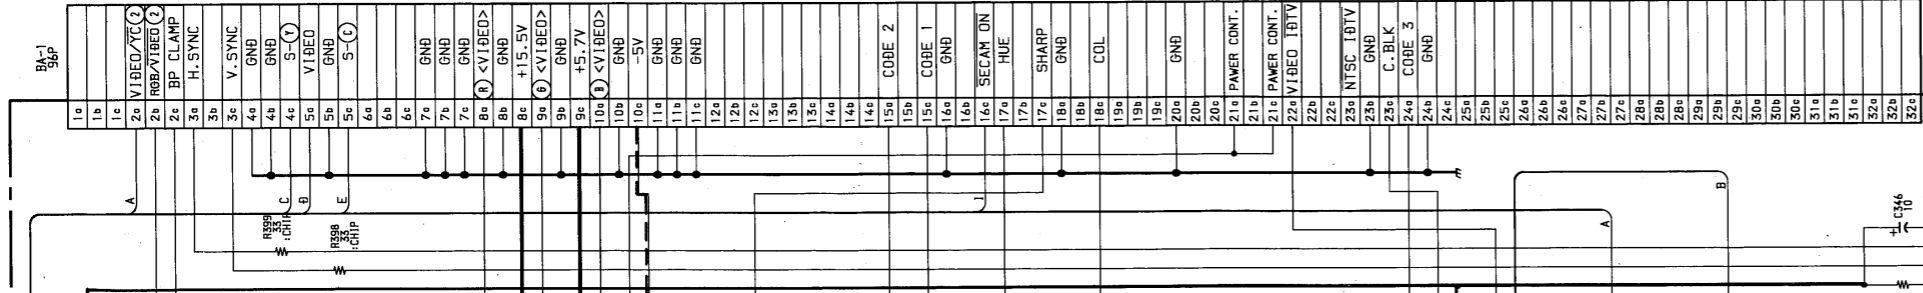 BA-1
96P
VIDEO/YC②
RGB/VIDEO②
BP CLAMP
H.SYNC
V.SYNC
GND
GND
S-Ⓨ
VIDEO
GND
S-Ⓒ
GND
GND
GND
Ⓡ <VIDEO>
GND
+15.5V
Ⓖ <VIDEO>
GND
+5.7V
Ⓑ <VIDEO>
GND
-5V
GND
GND
GND
CODE 2
CODE 1
GND
SECAM ON
HUE
SHARP
GND
COL
GND
PAWER CONT.
PAWER CONT.
VIDEO IDTV
NTSC IDTV
GND
C.BLK
CODE 3
GND
1a
1b
1c
2a
2b
2c
3a
3b
3c
4a
4b
4c
5a
5b
5c
6a
6b
6c
7a
7b
7c
8a
8b
8c
9a
9b
9c
10a
10b
10c
11a
11b
11c
12a
12b
12c
13a
13b
13c
14a
14b
14c
15a
15b
15c
16a
16b
16c
17a
17b
17c
18a
18b
18c
19a
19b
19c
20a
20b
20c
21a
21b
21c
22a
22b
22c
23a
23b
23c
24a
24b
24c
25a
25b
25c
26a
26b
26c
27a
27b
27c
28a
28b
28c
29a
29b
29c
30a
30b
30c
31a
31b
31c
32a
32b
32c
A
C
D
E
I
A
B
R399
33
:CHIP
R398
33
:CHIP
C346
10
+